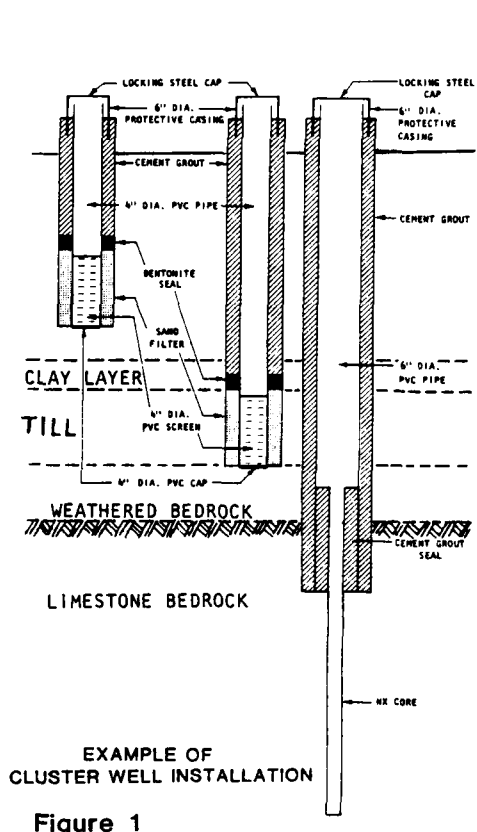 LOCKING STEEL CAP
LOCKING STEEL
CAP
6" DIA.
PROTECTIVE CASING
6" DIA.
PROTECTIVE
CASING
CEMENT GROUT
4" DIA. PVC PIPE
CEMENT GROUT
BENTONITE
SEAL
SAND
FILTER
CLAY LAYER
6" DIA.
PVC PIPE
TILL
4" DIA.
PVC SCREEN
4" DIA. PVC CAP
WEATHERED BEDROCK
CEMENT GROUT
SEAL
LIMESTONE BEDROCK
NX CORE
EXAMPLE OF
CLUSTER WELL INSTALLATION
Figure 1